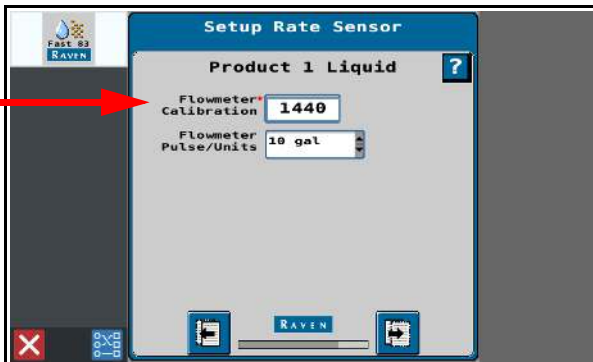 Fast 83
RAVEN
Setup Rate Sensor
Product 1 Liquid
?
Flowmeter*
Calibration
1440
Flowmeter
Pulse/Units
10 gal
RAVEN